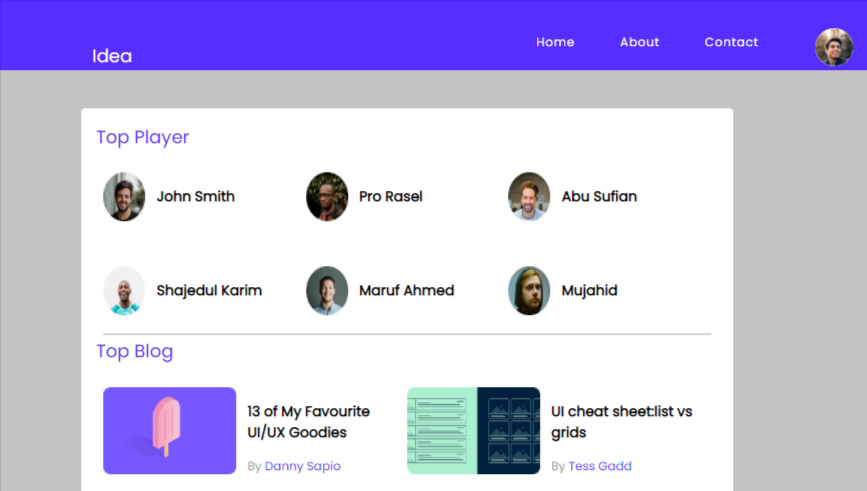 Home About Contact
Idea
Top Player
John Smith Pro Rasel Abu Sufian
Shajedul Karim Maruf Ahmed Mujahid
Top Blog
13 of My Favourite
UI/UX Goodies
By Danny Sapio
UI cheat sheet:list vs
grids
By Tess Gadd